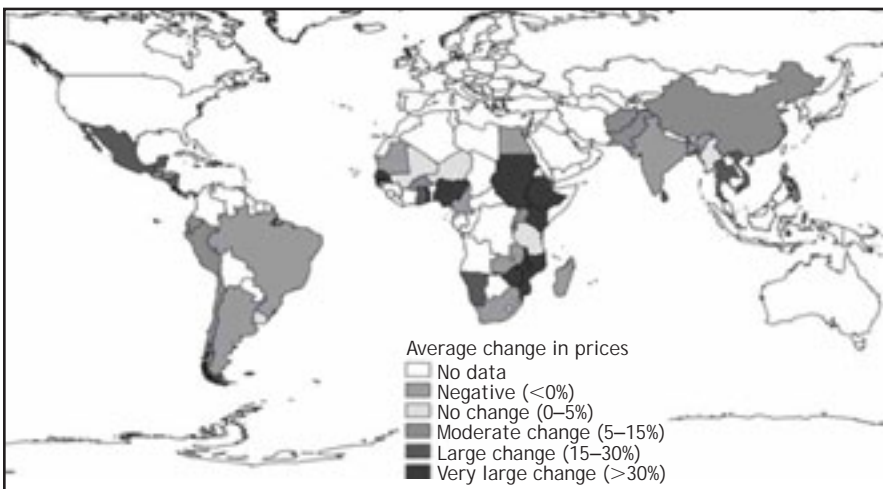 Average change in prices
No data
Negative (<0%)
No change (0–5%)
Moderate change (5–15%)
Large change (15–30%)
Very large change (>30%)